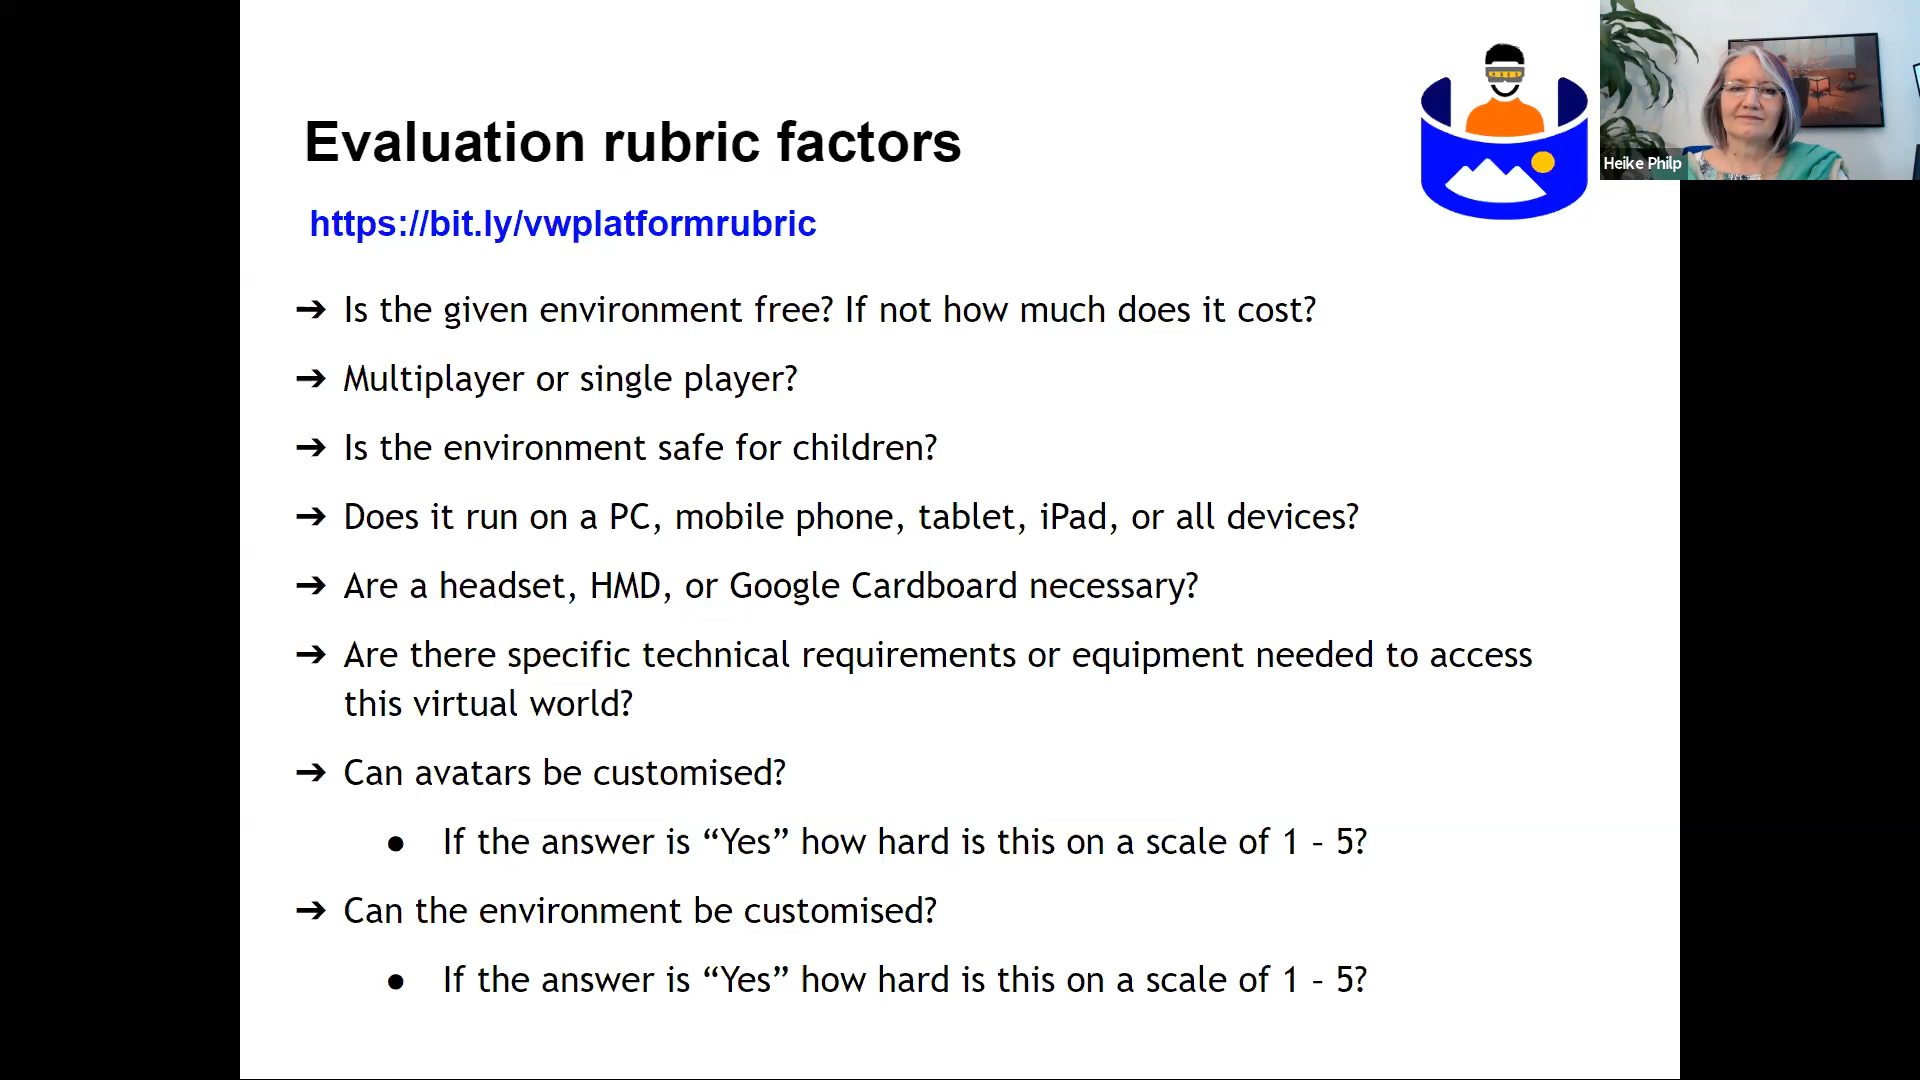 Evaluation rubric factors
https://bit.ly/vwplatformrubric
➔ Is the given environment free? If not how much does it cost?
➔ Multiplayer or single player?
➔ Is the environment safe for children?
➔ Does it run on a PC, mobile phone, tablet, iPad, or all devices?
➔ Are a headset, HMD, or Google Cardboard necessary?
➔ Are there specific technical requirements or equipment needed to access
this virtual world?
➔ Can avatars be customised?
● If the answer is “Yes” how hard is this on a scale of 1 – 5?
➔ Can the environment be customised?
● If the answer is “Yes” how hard is this on a scale of 1 – 5?
Heike Philp